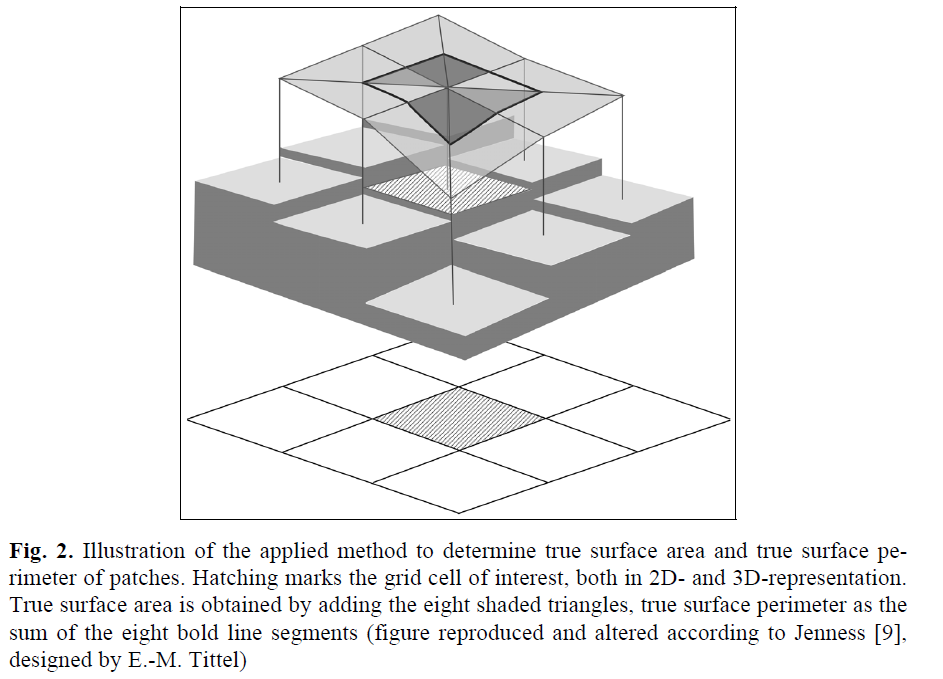 Fig. 2. Illustration of the applied method to determine true surface area and true surface pe-
rimeter of patches. Hatching marks the grid cell of interest, both in 2D- and 3D-representation.
True surface area is obtained by adding the eight shaded triangles, true surface perimeter as the
sum of the eight bold line segments (figure reproduced and altered according to Jenness [9],
designed by E.-M. Tittel)